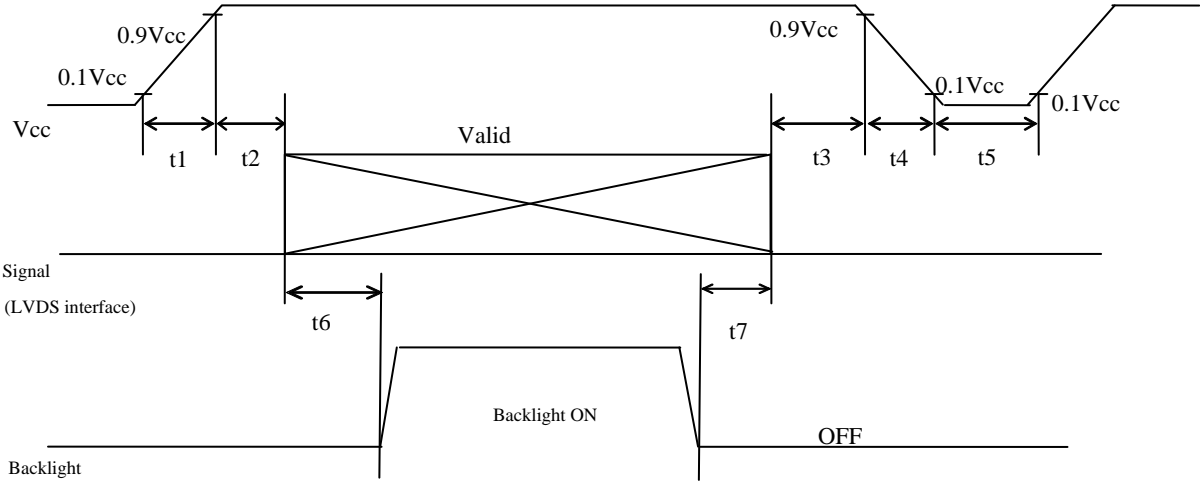 0.9Vcc
0.9Vcc
0.1Vcc
0.1Vcc
0.1Vcc
Vcc
Valid
t1
t2
t3
t4
t5
Signal
(LVDS interface)
t6
t7
Backlight ON
OFF
Backlight